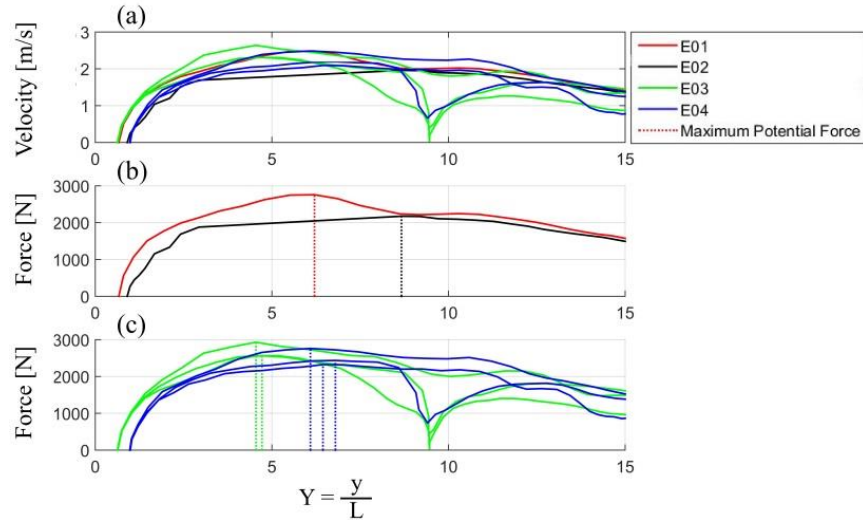 (a)
Velocity [m/s]
3
2
1
0
0 5 10 15
E01
E02
E03
E04
Maximum Potential Force
(b)
Force [N]
3000
2000
1000
0
0 5 10 15
(c)
Force [N]
3000
2000
1000
0
0 5 10 15
Y = y
L